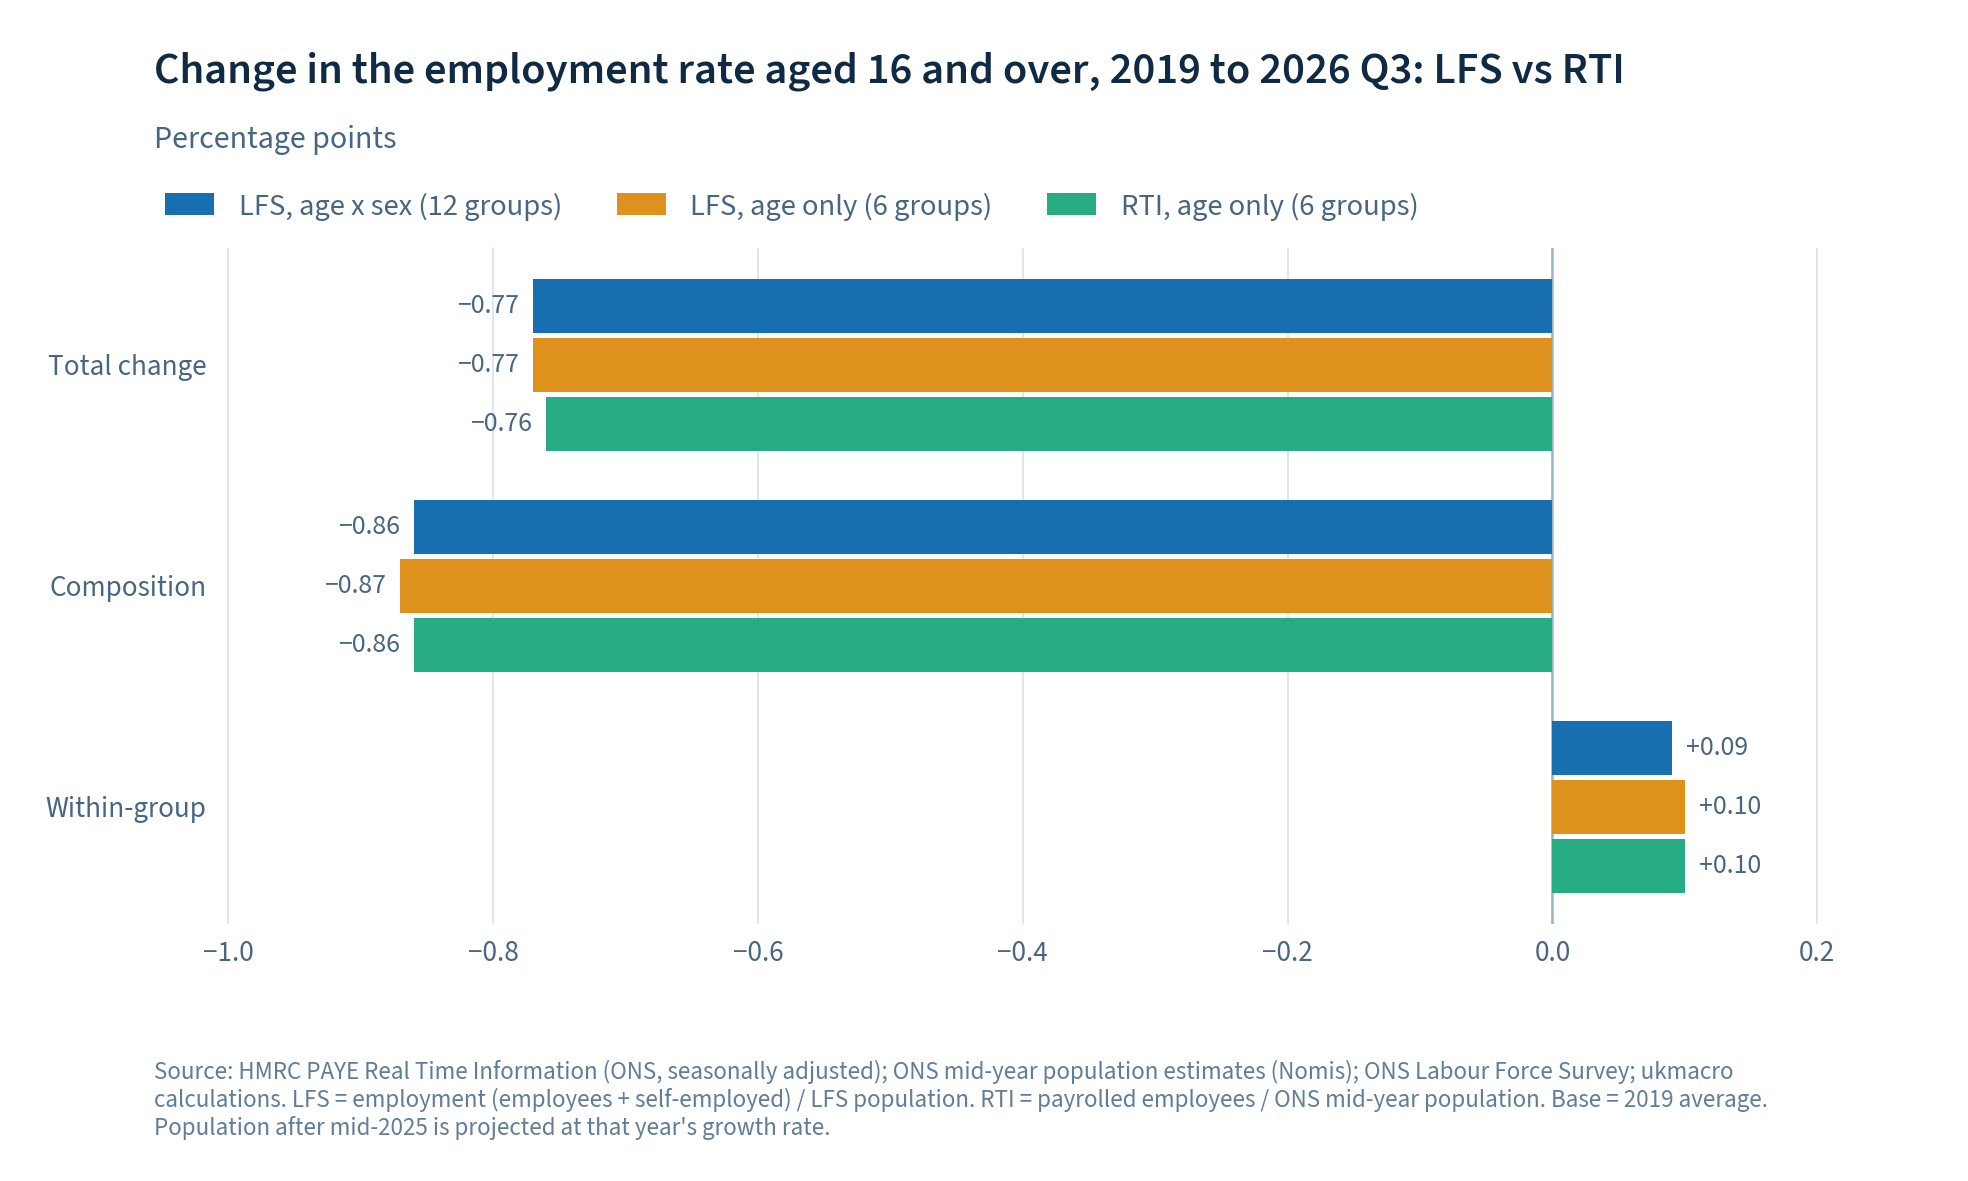 Change in the employment rate aged 16 and over, 2019 to 2026 Q3: LFS vs RTI
Percentage points
LFS, age x sex (12 groups)
LFS, age only (6 groups)
RTI, age only (6 groups)
Total change
−0.77
−0.77
−0.76
Composition
−0.86
−0.87
−0.86
Within-group
+0.09
+0.10
+0.10
−1.0
−0.8
−0.6
−0.4
−0.2
0.0
0.2
Source: HMRC PAYE Real Time Information (ONS, seasonally adjusted); ONS mid-year population estimates (Nomis); ONS Labour Force Survey; ukmacro
calculations. LFS = employment (employees + self-employed) / LFS population. RTI = payrolled employees / ONS mid-year population. Base = 2019 average.
Population after mid-2025 is projected at that year's growth rate.